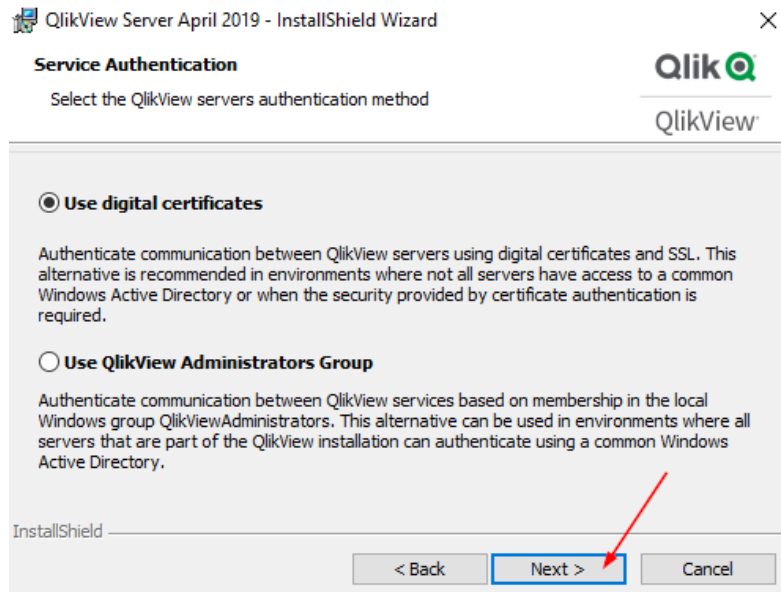 QlikView Server April 2019 - InstallShield Wizard
Service Authentication
Select the QlikView servers authentication method
Qlik
QlikView
Use digital certificates
Authenticate communication between QlikView servers using digital certificates and SSL. This
alternative is recommended in environments where not all servers have access to a common
Windows Active Directory or when the security provided by certificate authentication is
required.
Use QlikView Administrators Group
Authenticate communication between QlikView services based on membership in the local
Windows group QlikViewAdministrators. This alternative can be used in environments where all
servers that are part of the QlikView installation can authenticate using a common Windows
Active Directory.
InstallShield
< Back Next > Cancel